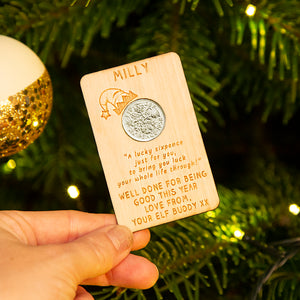 MILLY
"A lucky sixpence
just for you,
to bring you luck
your whole life through!"
WELL DONE FOR BEING
GOOD THIS YEAR
LOVE FROM,
YOUR ELF BUDDY XX